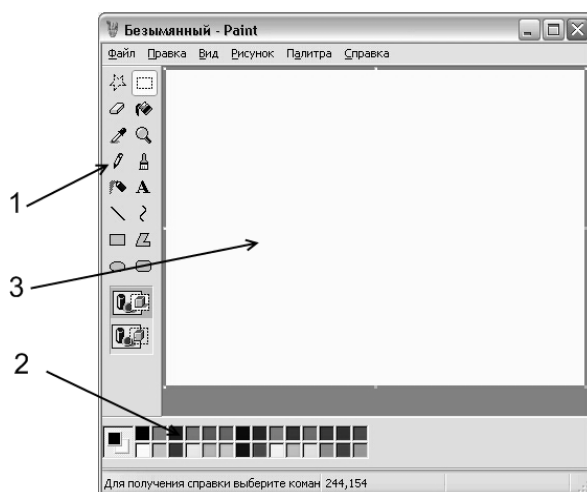 Безымянный - Paint
Файл Правка Вид Рисунок Палитра Справка
A
1
3
2
Для получения справки выберите коман 244,154